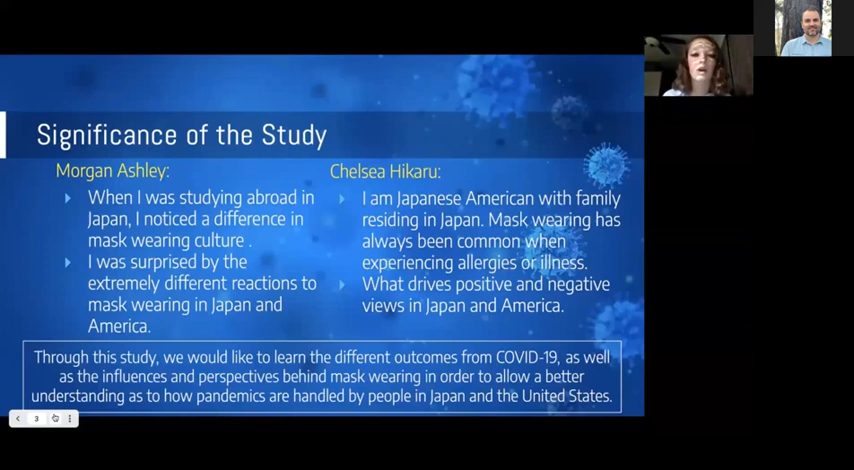 Significance of the Study
Morgan Ashley:
When I was studying abroad in
Japan, I noticed a difference in
mask wearing culture .
I was surprised by the
extremely different reactions to
mask wearing in Japan and
America.
Chelsea Hikaru:
I am Japanese American with family
residing in Japan. Mask wearing has
always been common when
experiencing allergies or illness.
What drives positive and negative
views in Japan and America.
Through this study, we would like to learn the different outcomes from COVID-19, as well
as the influences and perspectives behind mask wearing in order to allow a better
understanding as to how pandemics are handled by people in Japan and the United States.
3